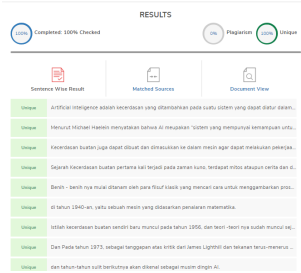 RESULTS
100% Completed: 100% Checked
0% Plagiarism 100% Unique
Sentence Wise Result Matched Sources Document View
Unique Artificial Inteligence adalah kecerdasan yang ditambahkan pada suatu sistem yang dapat diatur dalam...
Unique Menurut Michael Haelein menyatakan bahwa AI meupakan "sistem yang mempunyai kemampuan untu...
Unique Kecerdasan buatan juga dapat dibuat dan dimasukkan ke dalam mesin agar dapat melakukan pekerjaa...
Unique Sejarah Kecerdasan buatan pertama kali terjadi pada zaman kuno, terdapat mitos ataupun cerita dan d...
Unique Benih - benih nya mulai ditanam oleh para filsuf klasik yang mencari cara untuk menggambarkan pros...
Unique di tahun 1940-an, yaitu sebuah mesin yang didasarkan penalaran matematika.
Unique Istilah kecerdasan buatan sendiri baru muncul pada tahun 1956, dan teori -teori nya sudah muncul sej...
Unique Dan Pada tahun 1973, sebagai tanggapan atas kritik dari James Lighthill dan tekanan terus-menerus ...
Unique dan tahun-tahun sulit berikutnya akan dikenal sebagai musim dingin AI.